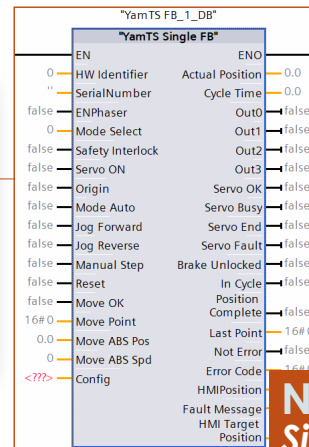 "YamTS FB_1_DB"
"YamTS Single FB"
EN ENO
0 HW Identifier Actual Position 0.0
'' SerialNumber Cycle Time 0.0
false ENPhaser Out0 false
0 Mode Select Out1 false
false Safety Interlock Out2 false
false Servo ON Out3 false
false Origin Servo OK false
false Mode Auto Servo Busy false
false Jog Forward Servo End false
false Jog Reverse Servo Fault false
false Manual Step Brake Unlocked false
false Reset In Cycle false
false Move OK Position
Complete false
16#0 Move Point Last Point 16#
0.0 Move ABS Pos Not Error false
0 Move ABS Spd Error Code 16#
<???> Config HMIPosition
Fault Message
HMI Target
Position
N
Si